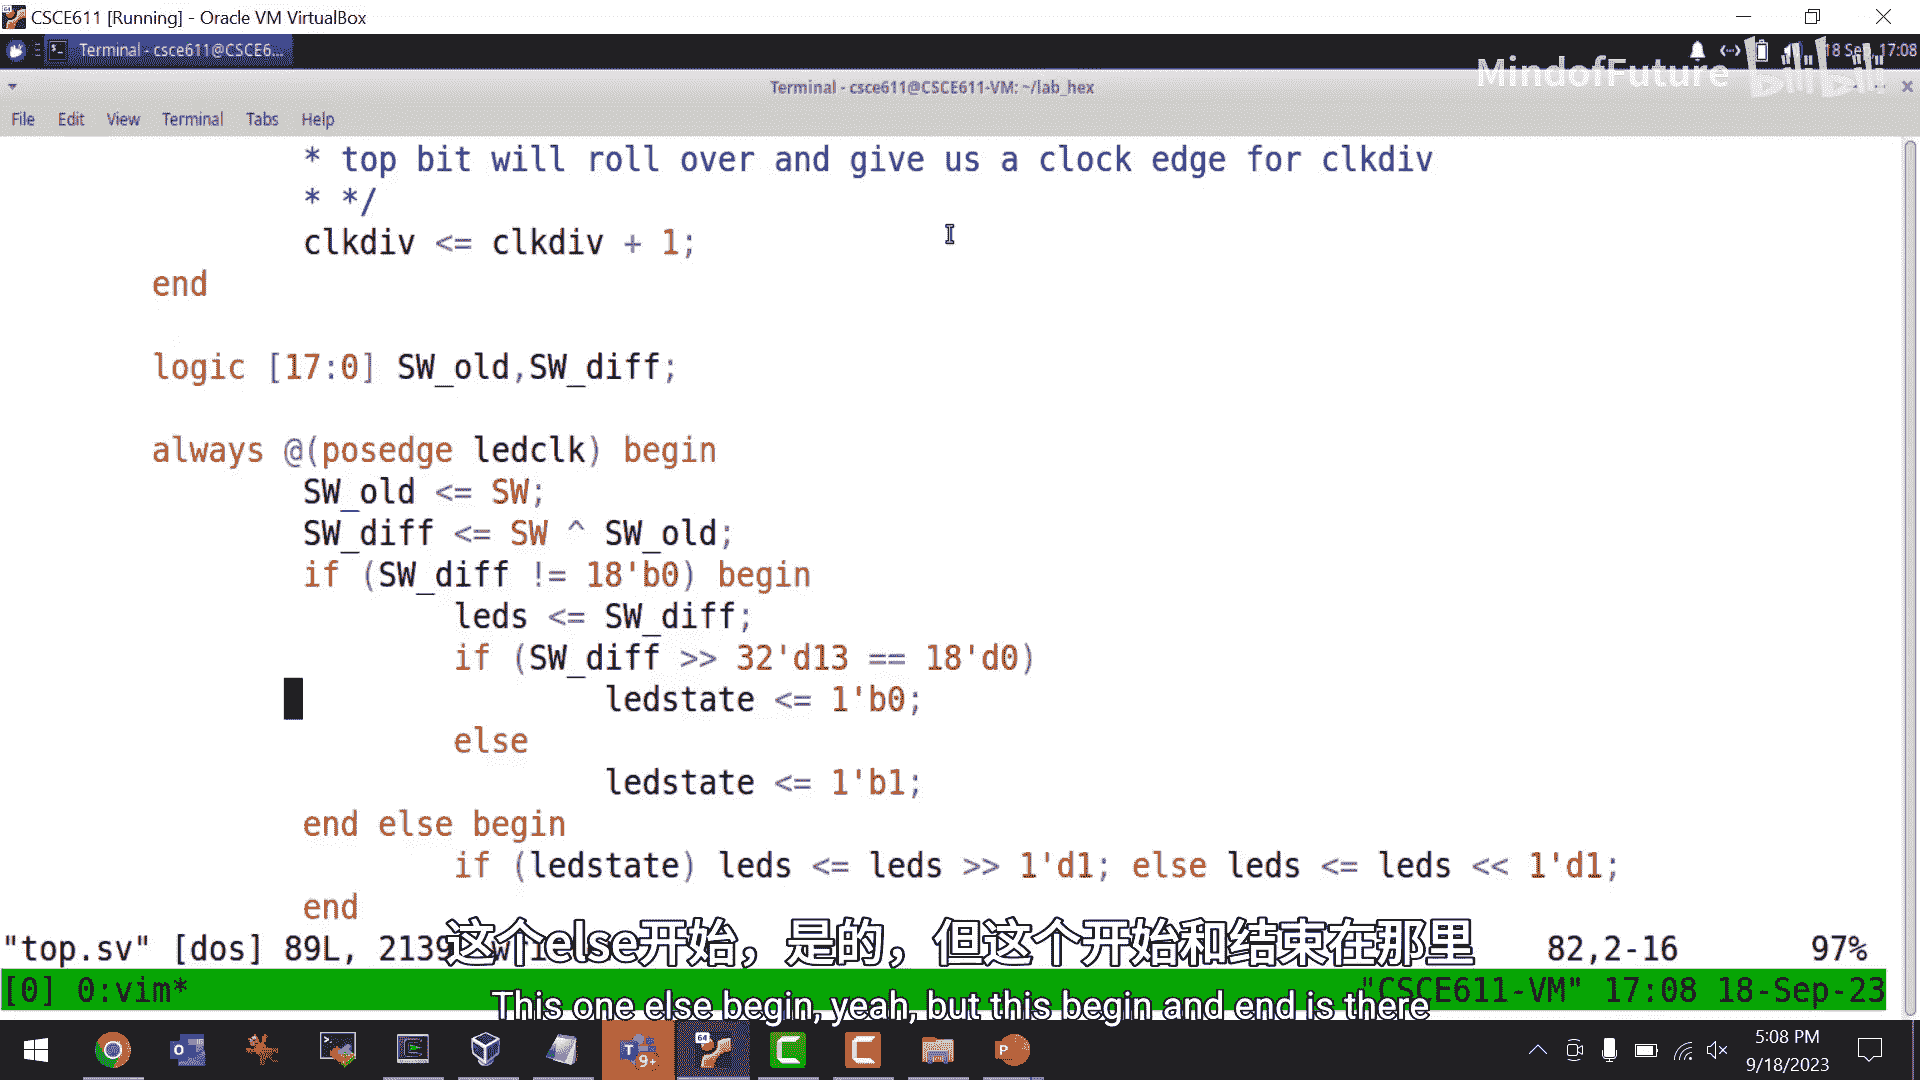 CSCE611 [Running] - Oracle VM VirtualBox
Terminal - csce611@CSCE6...
17:08
MindofFuture bilibili
Terminal - csce611@CSCE611-VM: ~/lab_hex
File Edit View Terminal Tabs Help
* top bit will roll over and give us a clock edge for clkdiv
* */
clkdiv <= clkdiv + 1;
end
logic [17:0] SW_old,SW_diff;
always @(posedge ledclk) begin
SW_old <= SW;
SW_diff <= SW ^ SW_old;
if (SW_diff != 18'b0) begin
leds <= SW_diff;
if (SW_diff >> 32'd13 == 18'd0)
ledstate <= 1'b0;
else
ledstate <= 1'b1;
end else begin
if (ledstate) leds <= leds >> 1'd1; else leds <= leds << 1'd1;
end
"top.sv" [dos] 89L, 2139 82,2-16 97%
这个else开始，是的，但这个开始和结束在那里
[0] 0:vim* "CSCE611-VM" 17:08 18-Sep-23
This one else begin, yeah, but this begin and end is there
5:08 PM
9/18/2023